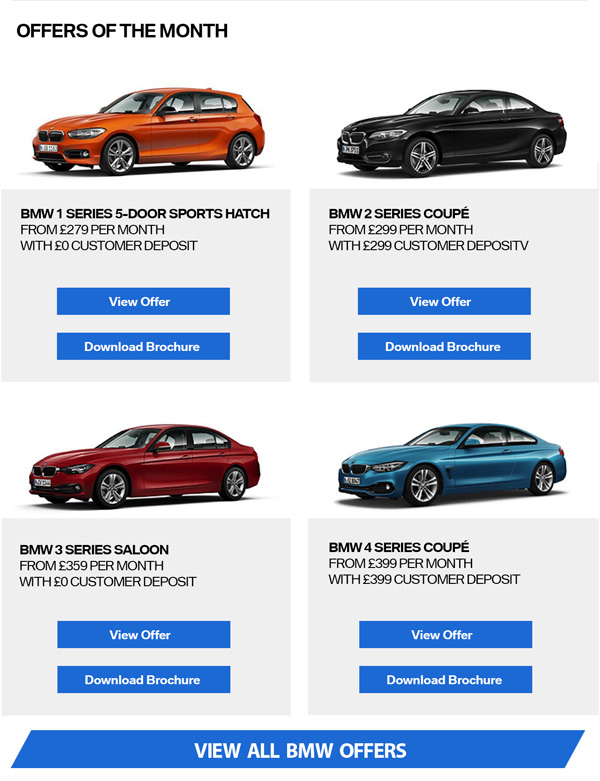 OFFERS OF THE MONTH
BMW 1 SERIES 5-DOOR SPORTS HATCH
FROM £279 PER MONTH
WITH £0 CUSTOMER DEPOSIT
View Offer
Download Brochure
BMW 2 SERIES COUPÉ
FROM £299 PER MONTH
WITH £299 CUSTOMER DEPOSITV
View Offer
Download Brochure
BMW 3 SERIES SALOON
FROM £359 PER MONTH
WITH £0 CUSTOMER DEPOSIT
View Offer
Download Brochure
BMW 4 SERIES COUPÉ
FROM £399 PER MONTH
WITH £399 CUSTOMER DEPOSIT
View Offer
Download Brochure
VIEW ALL BMW OFFERS